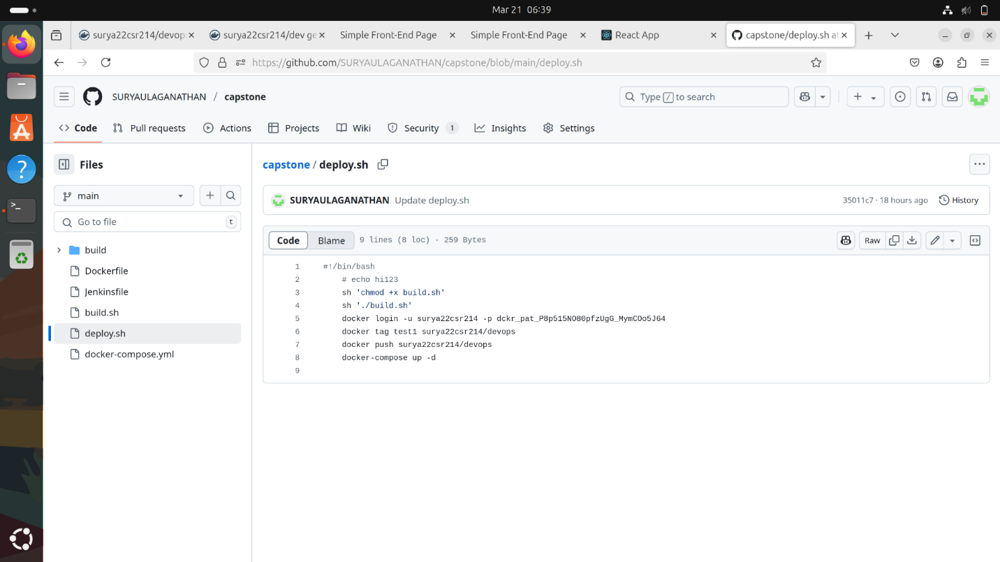 Mar 21 06:39
surya22csr214/devop
surya22csr214/dev ge
Simple Front-End Page
Simple Front-End Page
React App
capstone/deploy.sh at
https://github.com/SURYAULAGANATHAN/capstone/blob/main/deploy.sh
SURYAULAGANATHAN / capstone
Type / to search
Code
Pull requests
Actions
Projects
Wiki
Security 1
Insights
Settings
Files
main
Go to file
t
build
Dockerfile
Jenkinsfile
build.sh
deploy.sh
docker-compose.yml
capstone / deploy.sh
SURYAULAGANATHAN Update deploy.sh
35011c7 · 18 hours ago
History
Code
Blame
9 lines (8 loc) · 259 Bytes
Raw
1 #!/bin/bash
2 # echo hi123
3 sh 'chmod +x build.sh'
4 sh './build.sh'
5 docker login -u surya22csr214 -p dckr_pat_P8p515NO80pfzUgG_MymCOo5J64
6 docker tag test1 surya22csr214/devops
7 docker push surya22csr214/devops
8 docker-compose up -d
9